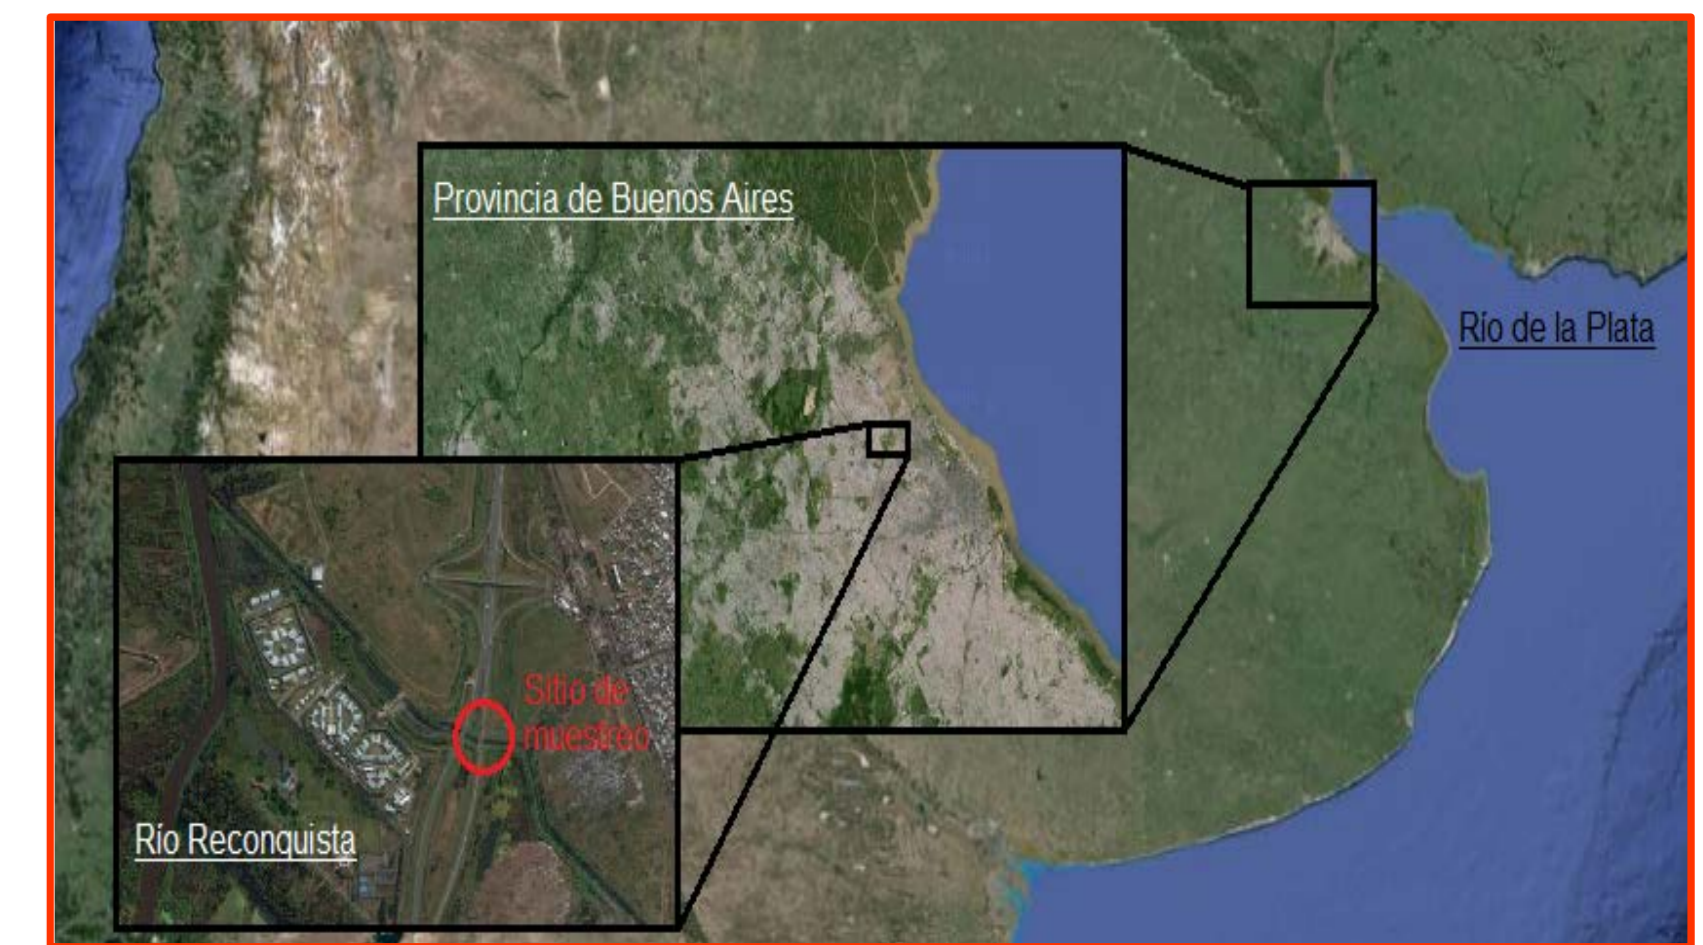 Provincia de Buenos Aires
Río de la Plata
Sitio de
muestreo
Río Reconquista